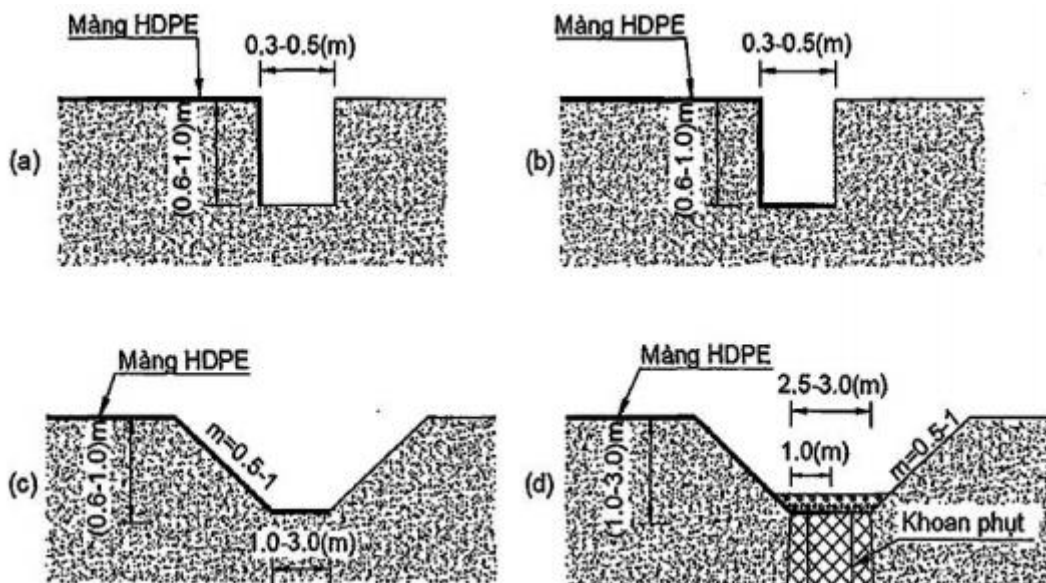 Màng HDPE
0.3-0.5(m)
(0.6-1.0)m
(a)
Màng HDPE
0.3-0.5(m)
(0.6-1.0)m
(b)
Màng HDPE
m=0.5-1
(0.6-1.0)m
(c)
1.0-3.0(m)
Màng HDPE
2.5-3.0(m)
1.0(m)
m=0.5-1
(1.0-3.0)m
(d)
Khoan phụt